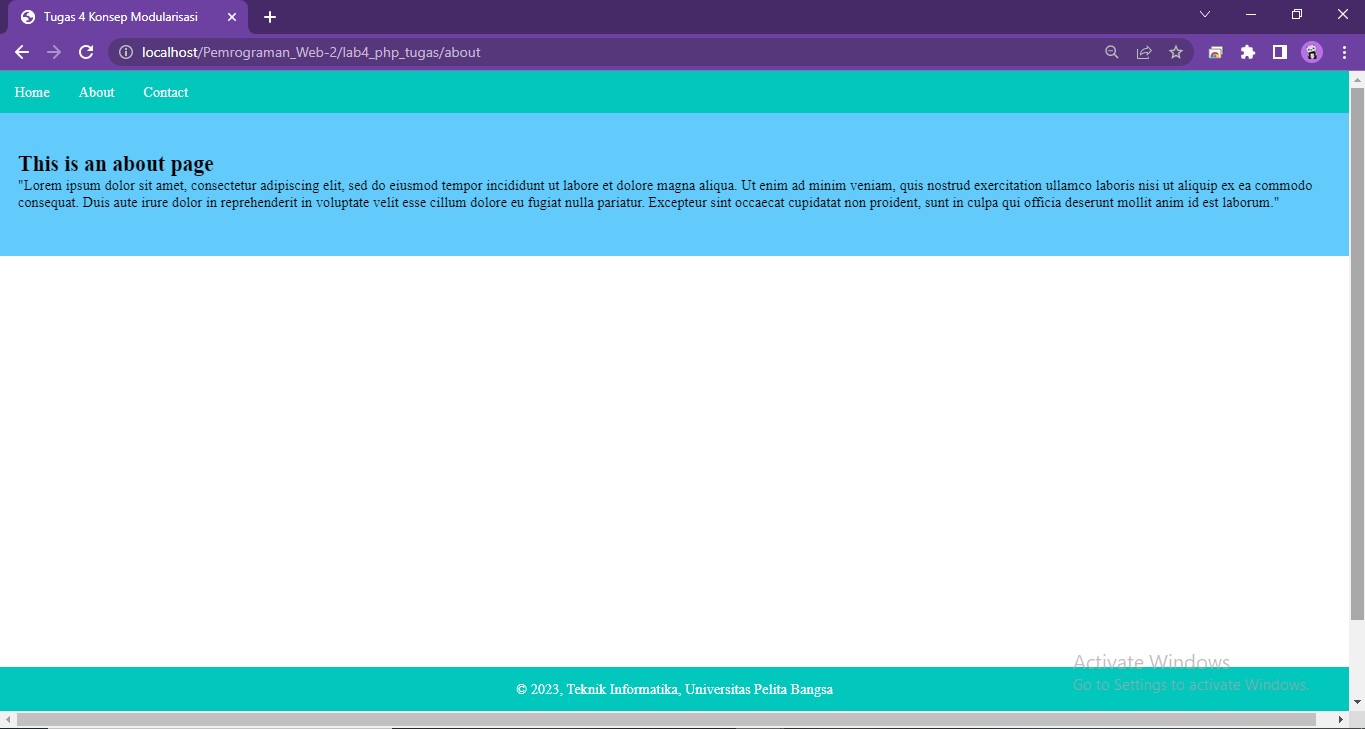 Tugas 4 Konsep Modularisasi
localhost/Pemrograman_Web-2/lab4_php_tugas/about
Home About Contact
This is an about page
"Lorem ipsum dolor sit amet, consectetur adipiscing elit, sed do eiusmod tempor incididunt ut labore et dolore magna aliqua. Ut enim ad minim veniam, quis nostrud exercitation ullamco laboris nisi ut aliquip ex ea commodo
consequat. Duis aute irure dolor in reprehenderit in voluptate velit esse cillum dolore eu fugiat nulla pariatur. Excepteur sint occaecat cupidatat non proident, sunt in culpa qui officia deserunt mollit anim id est laborum."
Activate Windows
Go to Settings to activate Windows.
© 2023, Teknik Informatika, Universitas Pelita Bangsa